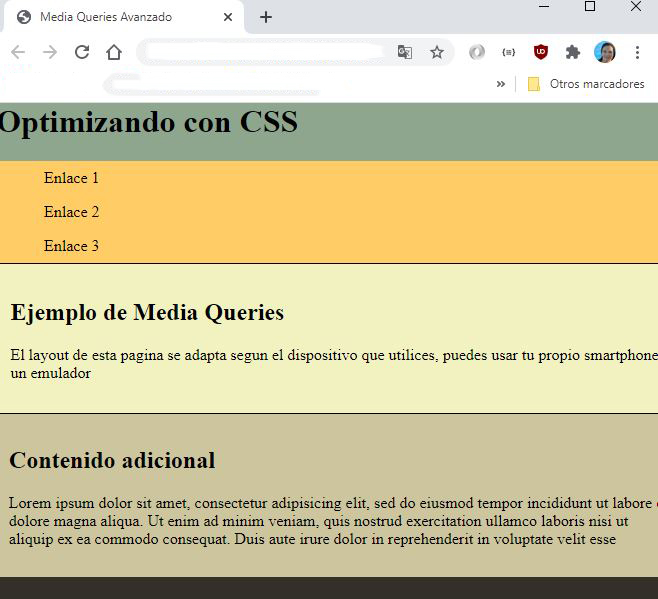 Media Queries Avanzado
Otros marcadores
Optimizando con CSS
Enlace 1
Enlace 2
Enlace 3
Ejemplo de Media Queries
El layout de esta pagina se adapta segun el dispositivo que utilices, puedes usar tu propio smartphone
un emulador
Contenido adicional
Lorem ipsum dolor sit amet, consectetur adipisicing elit, sed do eiusmod tempor incididunt ut labore
dolore magna aliqua. Ut enim ad minim veniam, quis nostrud exercitation ullamco laboris nisi ut
aliquip ex ea commodo consequat. Duis aute irure dolor in reprehenderit in voluptate velit esse